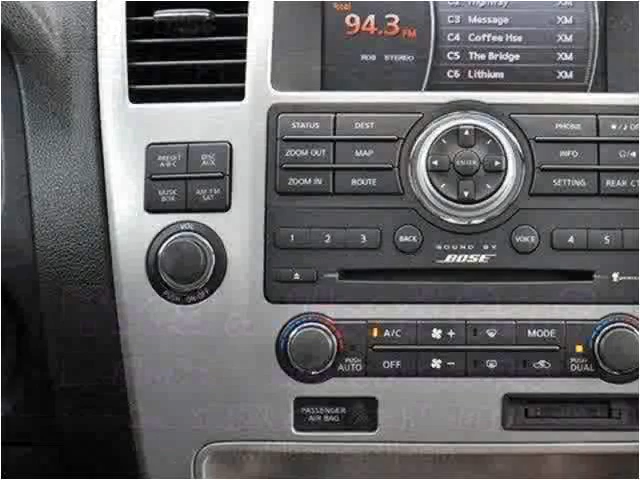 94.3 FM
RDS STEREO
C3 Message XM
C4 Coffee Hse XM
C5 The Bridge XM
C6 Lithium XM
STATUS DEST PHONE
ZOOM OUT MAP INFO
ZOOM IN ROUTE SETTING REAR
ENTER
PRESET A·B·C DISC AUX
MUSIC BOX AM·FM SAT
VOL
PUSH ON·OFF
1 2 3 BACK VOICE 4 5
SOUND BY
BOSE
A/C + MODE
PUSH AUTO OFF − PUSH DUAL
PASSENGER
AIR BAG